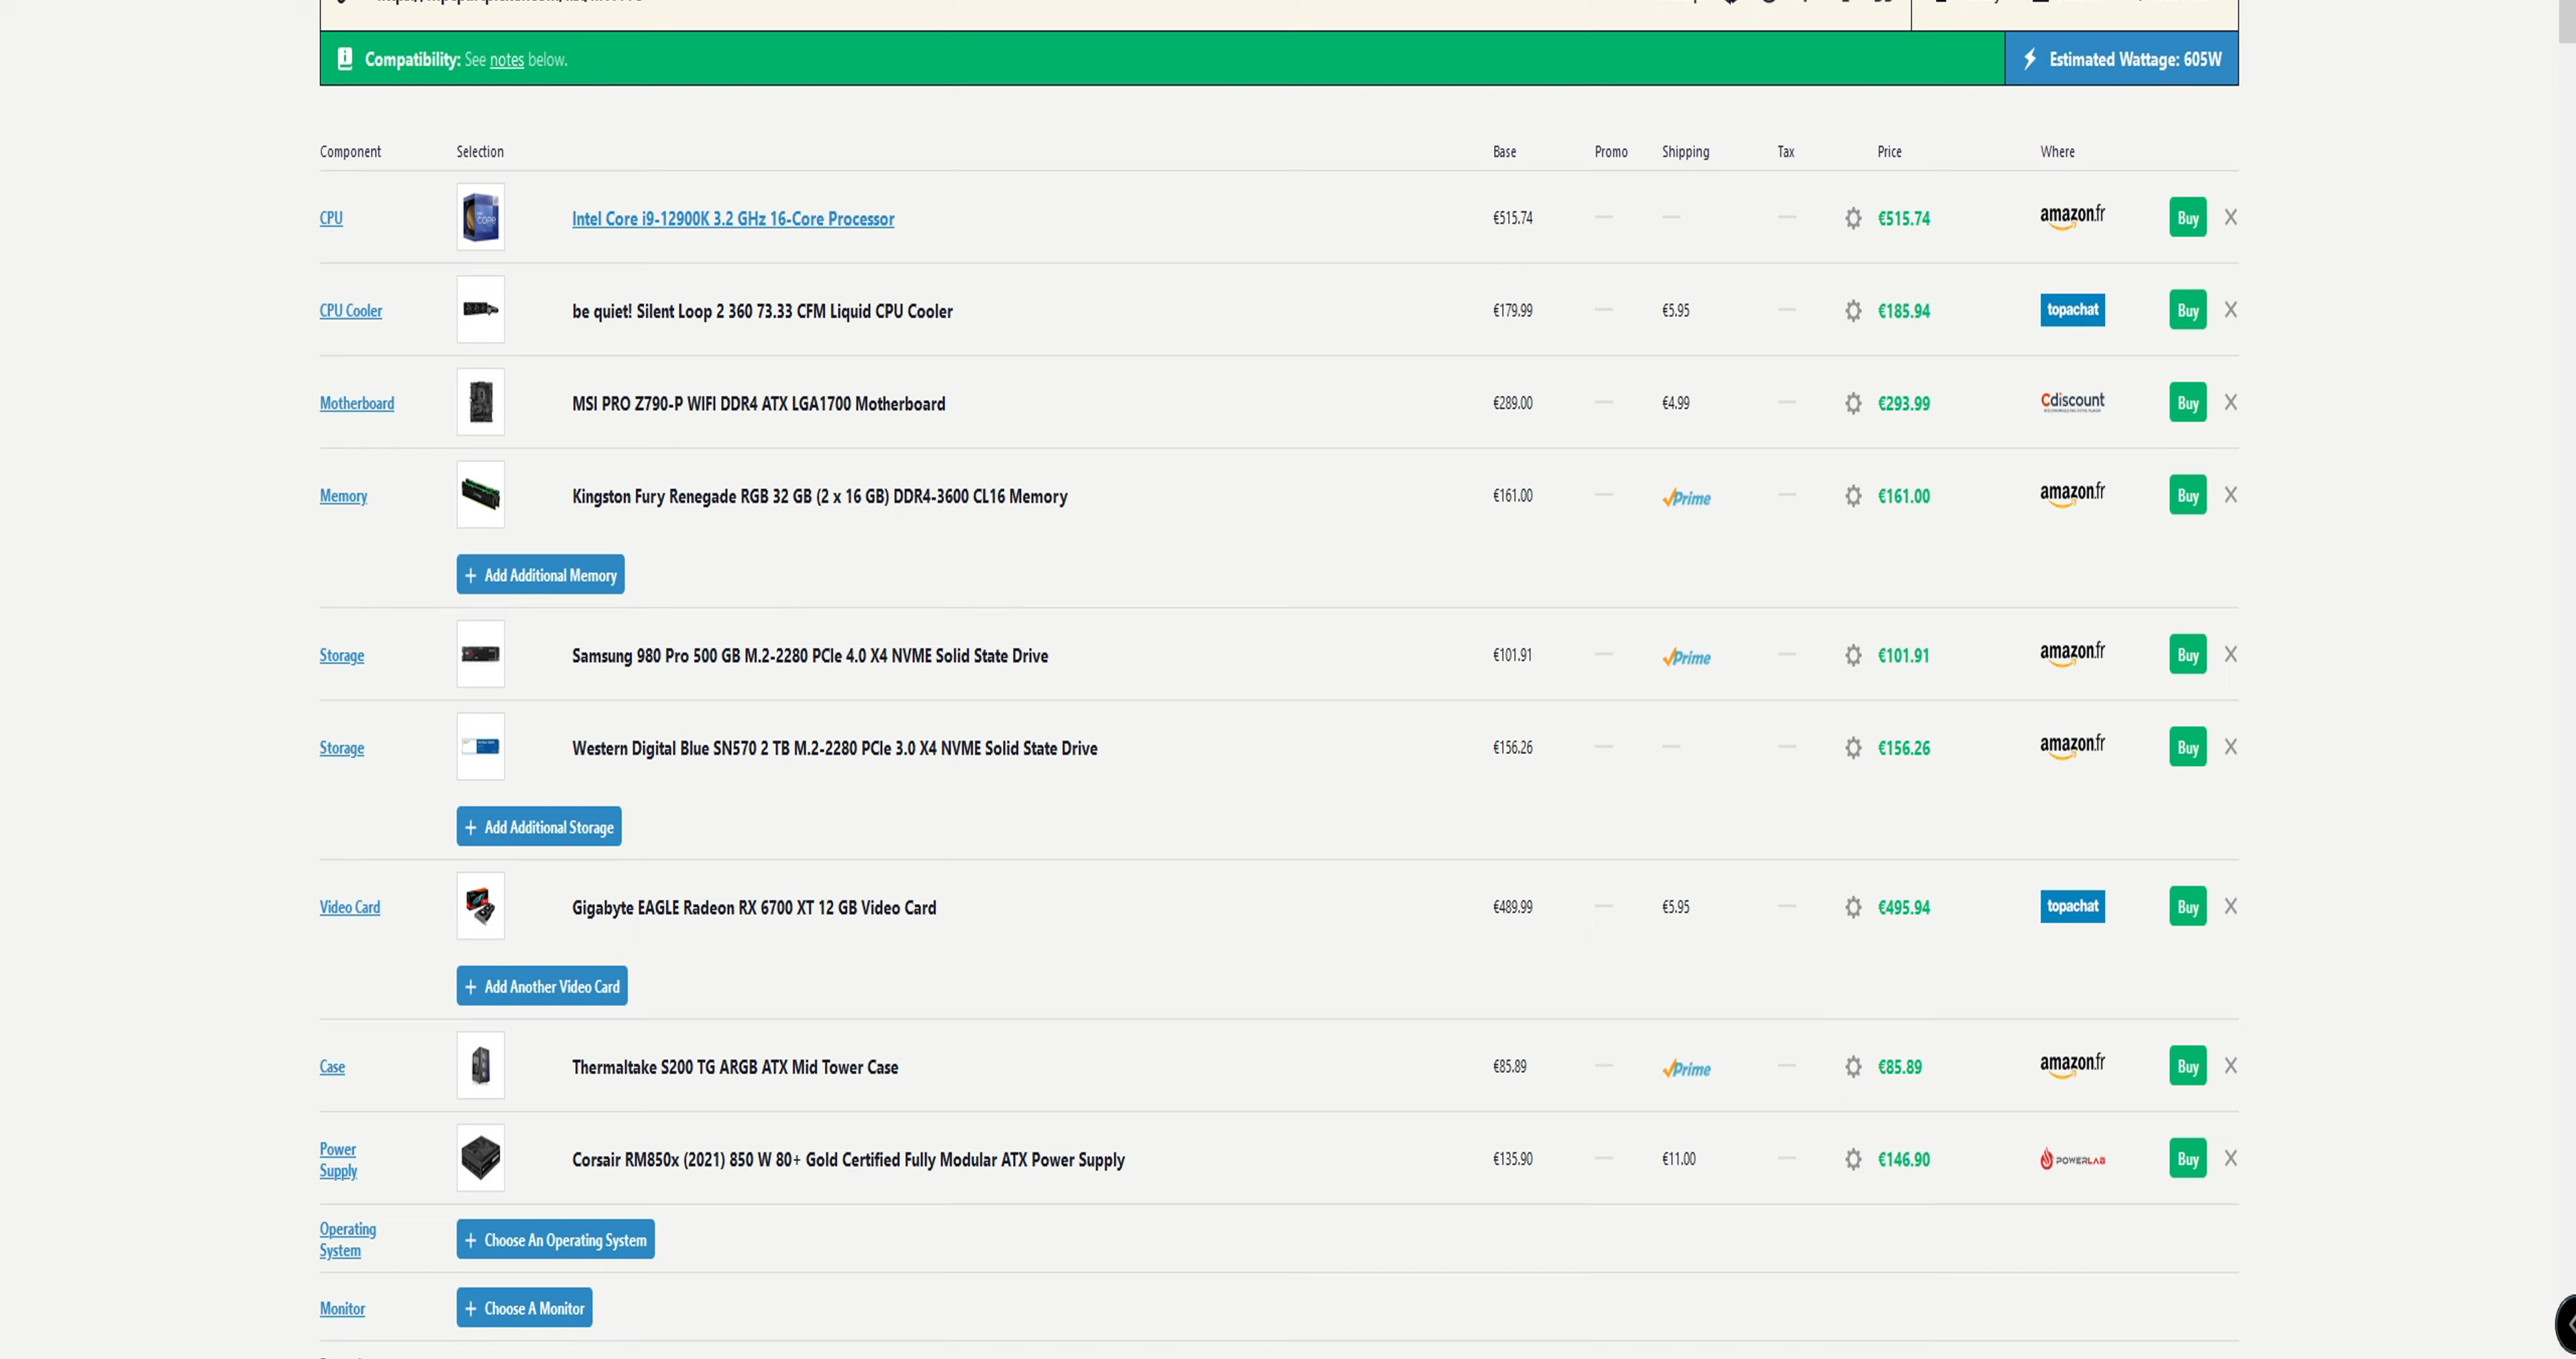 Compatibility: See notes below.
Estimated Wattage: 605W
Component Selection Base Promo Shipping Tax Price Where
CPU Intel Core i9-12900K 3.2 GHz 16-Core Processor €515.74 — — — €515.74 amazon.fr Buy X
CPU Cooler be quiet! Silent Loop 2 360 73.33 CFM Liquid CPU Cooler €179.99 — €5.95 — €185.94 topachat Buy X
Motherboard MSI PRO Z790-P WIFI DDR4 ATX LGA1700 Motherboard €289.00 — €4.99 — €293.99 Cdiscount Buy X
Memory Kingston Fury Renegade RGB 32 GB (2 x 16 GB) DDR4-3600 CL16 Memory €161.00 — Prime — €161.00 amazon.fr Buy X
+ Add Additional Memory
Storage Samsung 980 Pro 500 GB M.2-2280 PCIe 4.0 X4 NVME Solid State Drive €101.91 — Prime — €101.91 amazon.fr Buy X
Storage Western Digital Blue SN570 2 TB M.2-2280 PCIe 3.0 X4 NVME Solid State Drive €156.26 — — — €156.26 amazon.fr Buy X
+ Add Additional Storage
Video Card Gigabyte EAGLE Radeon RX 6700 XT 12 GB Video Card €489.99 — €5.95 — €495.94 topachat Buy X
+ Add Another Video Card
Case Thermaltake S200 TG ARGB ATX Mid Tower Case €85.89 — Prime — €85.89 amazon.fr Buy X
Power Supply Corsair RM850x (2021) 850 W 80+ Gold Certified Fully Modular ATX Power Supply €135.90 — €11.00 — €146.90 POWERLAB Buy X
Operating System + Choose An Operating System
Monitor + Choose A Monitor